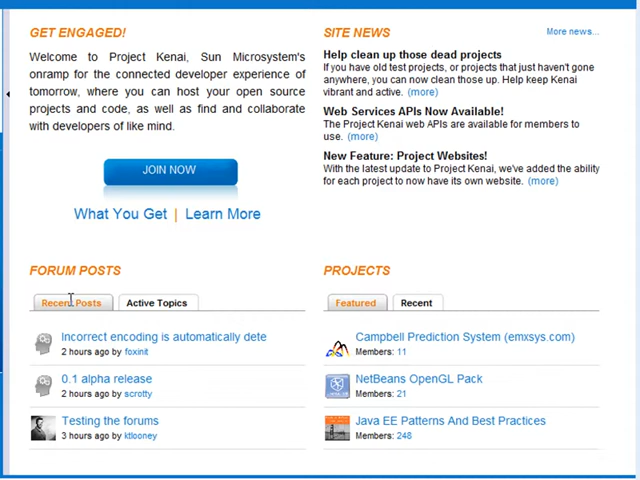 GET ENGAGED!
Welcome to Project Kenai, Sun Microsystem's
onramp for the connected developer experience of
tomorrow, where you can host your open source
projects and code, as well as find and collaborate
with developers of like mind.
JOIN NOW
What You Get | Learn More
SITE NEWS
More news...
Help clean up those dead projects
If you have old test projects, or projects that just haven't gone
anywhere, you can now clean those up. Help keep Kenai
vibrant and active. (more)
Web Services APIs Now Available!
The Project Kenai web APIs are available for members to
use. (more)
New Feature: Project Websites!
With the latest update to Project Kenai, we've added the ability
for each project to now have its own website. (more)
FORUM POSTS
Recent Posts
Active Topics
Incorrect encoding is automatically dete
2 hours ago by foxinit
0.1 alpha release
2 hours ago by scrotty
Testing the forums
3 hours ago by ktlooney
PROJECTS
Featured
Recent
Campbell Prediction System (emxsys.com)
Members: 11
NetBeans OpenGL Pack
Members: 21
Java EE Patterns And Best Practices
Members: 248